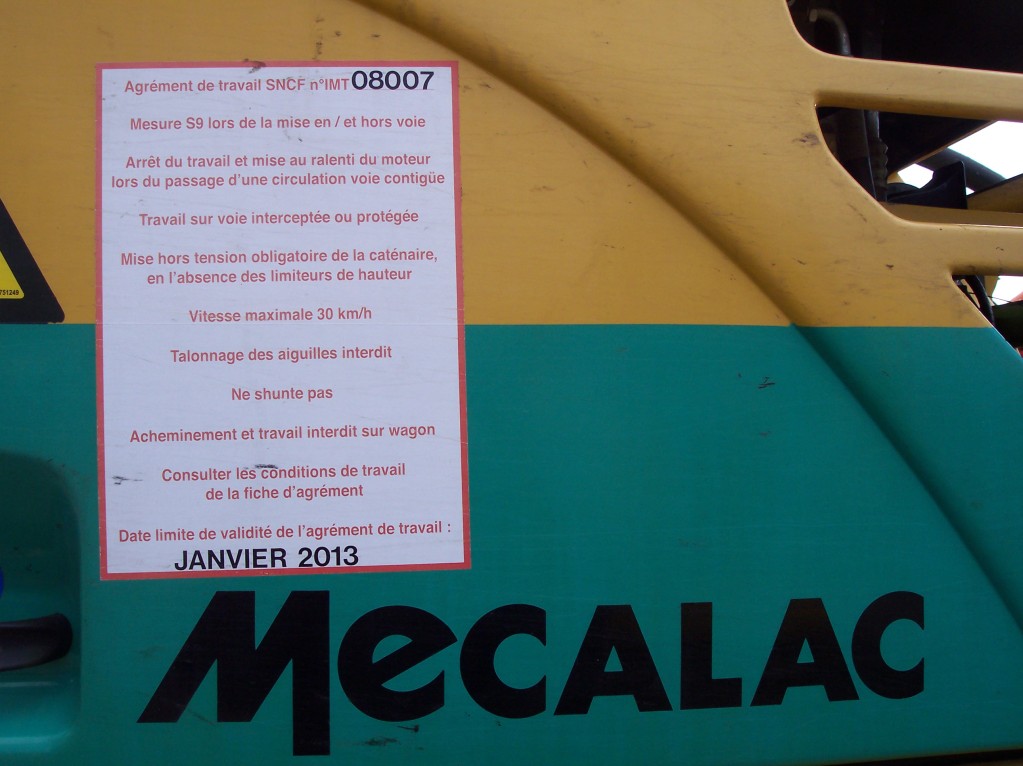 Agrément de travail SNCF n°IMT 08007
Mesure S9 lors de la mise en / et hors voie
Arrêt du travail et mise au ralenti du moteur
lors du passage d'une circulation voie contigüe
Travail sur voie interceptée ou protégée
Mise hors tension obligatoire de la caténaire,
en l'absence des limiteurs de hauteur
Vitesse maximale 30 km/h
Talonnage des aiguilles interdit
Ne shunte pas
Acheminement et travail interdit sur wagon
Consulter les conditions de travail
de la fiche d'agrément
Date limite de validité de l'agrément de travail :
JANVIER 2013
MeCALAC